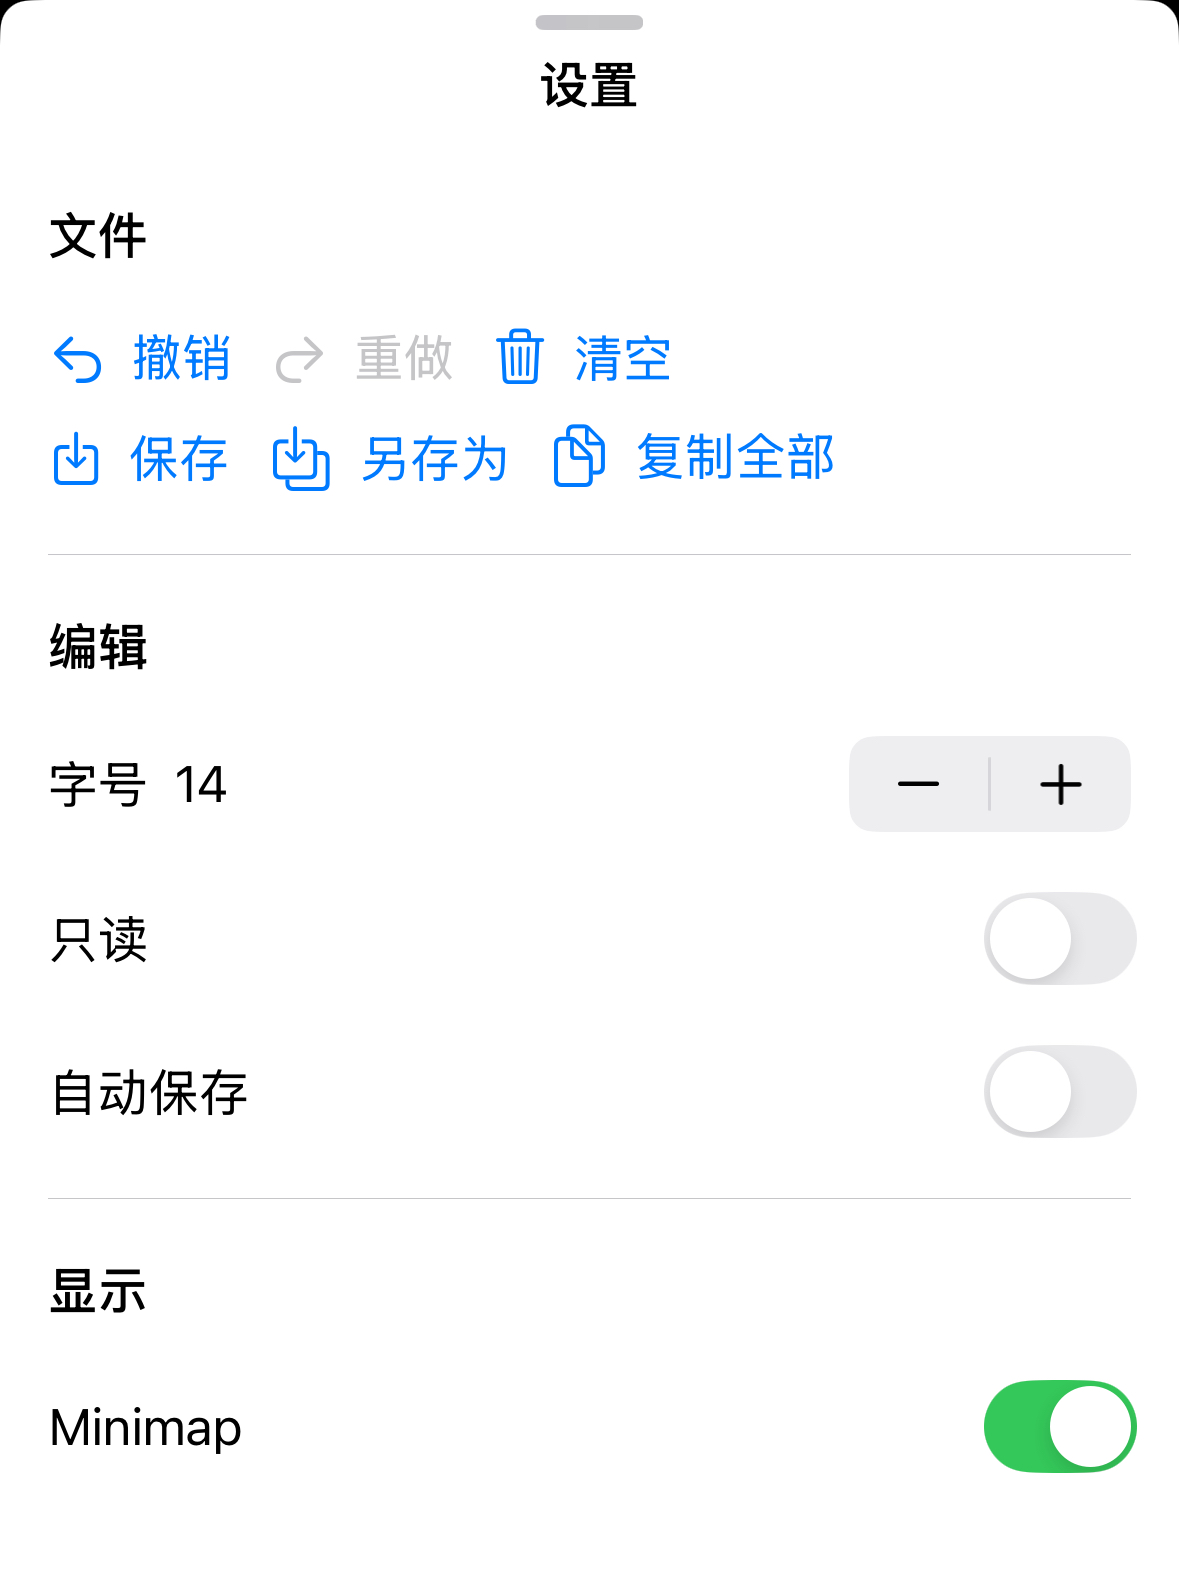 设置
文件
撤销 重做 清空
保存 另存为 复制全部
编辑
字号 14
只读
自动保存
显示
Minimap